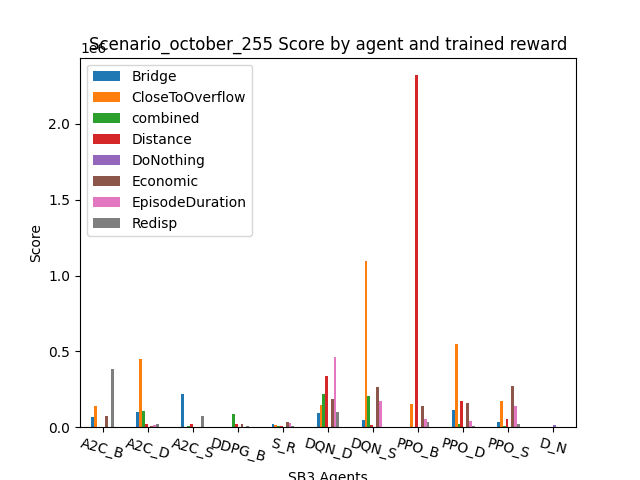 Scenario_october_255 Score by agent and trained reward
1e6
Bridge
CloseToOverflow
combined
Distance
DoNothing
Economic
EpisodeDuration
Redisp
Score
2.0
1.5
1.0
0.5
0.0
A2C_B
A2C_D
A2C_S
DDPG_B
S_R
DQN_D
DQN_S
PPO_B
PPO_D
PPO_S
D_N
SB3 Agents